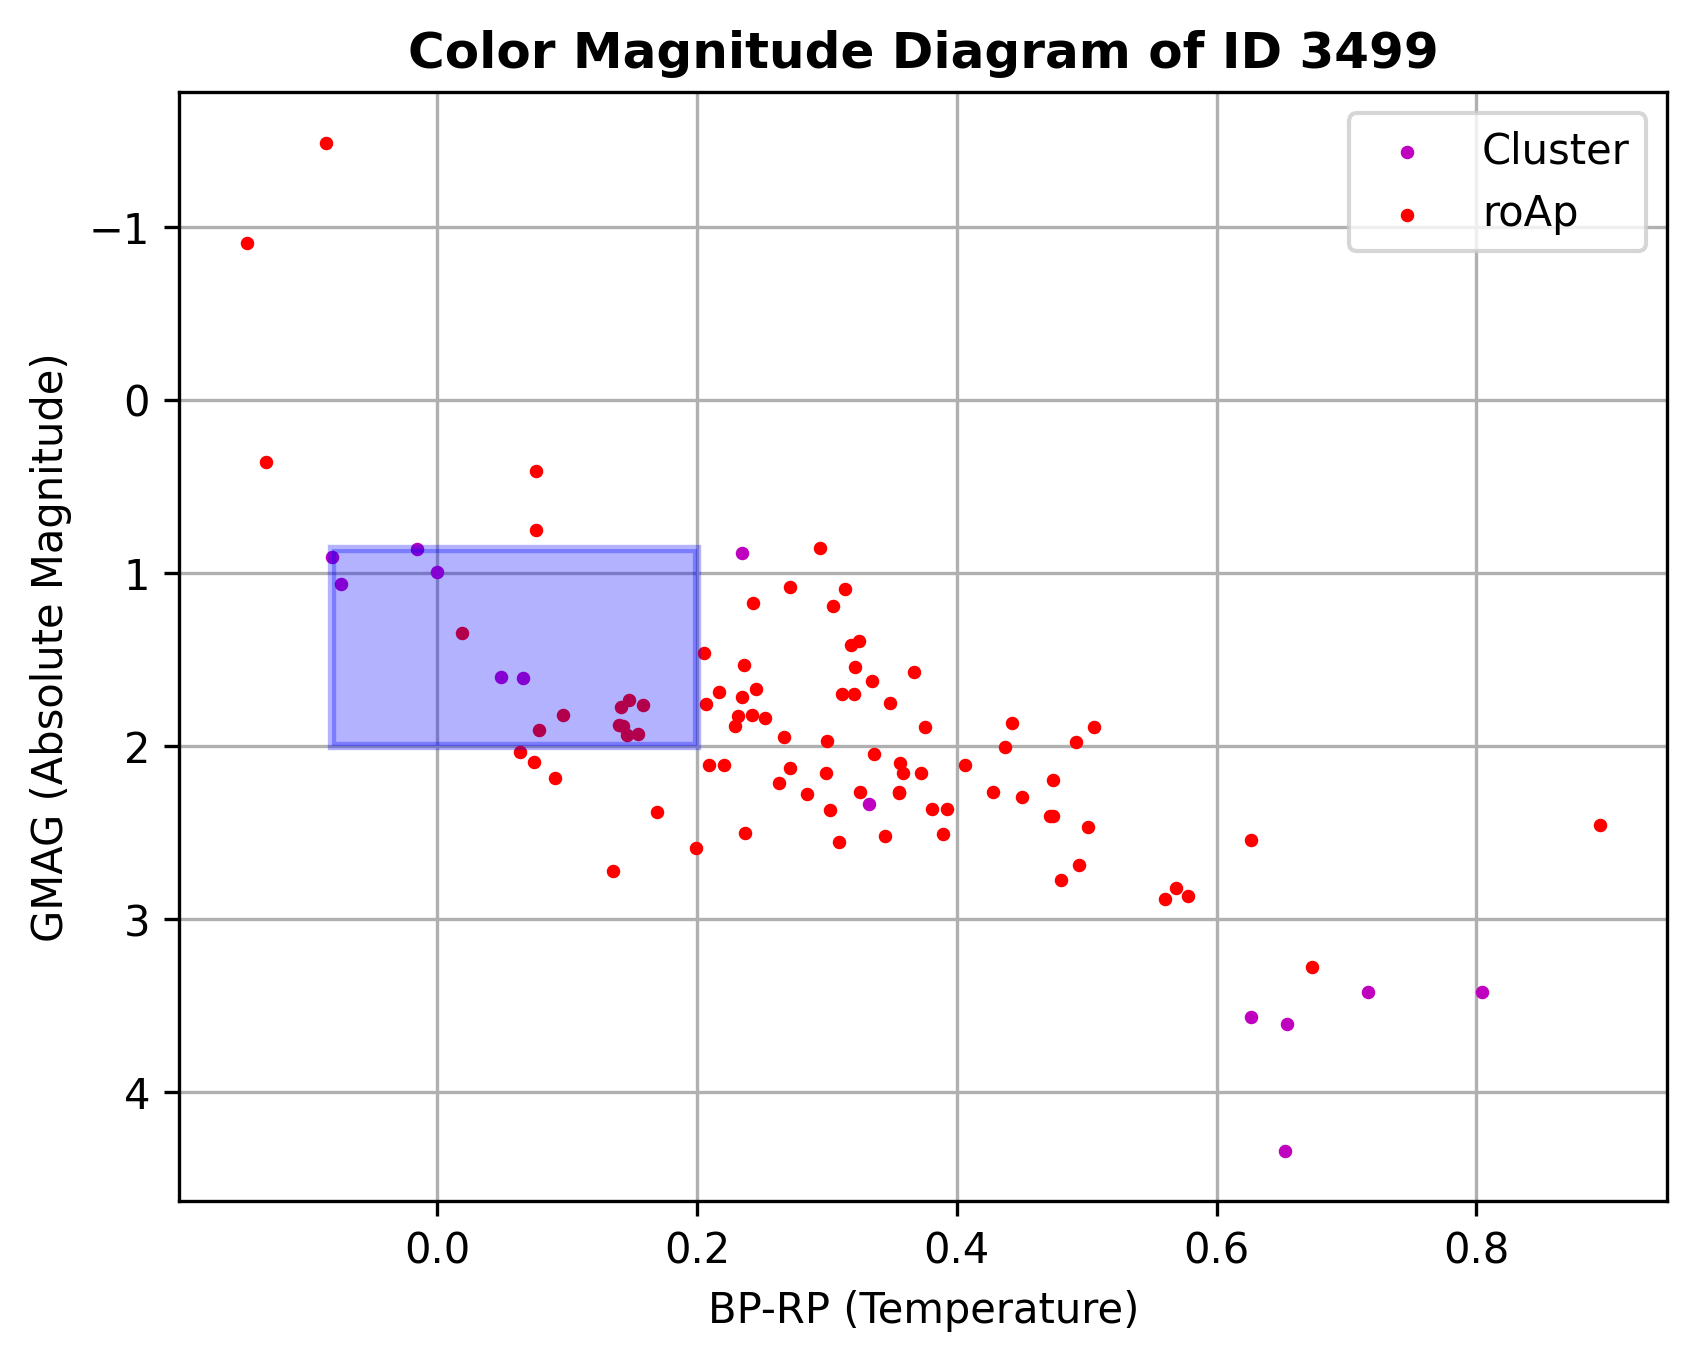 Color Magnitude Diagram of ID 3499
Cluster
roAp
−1
0
1
2
3
4
GMAG (Absolute Magnitude)
0.0 0.2 0.4 0.6 0.8
BP-RP (Temperature)